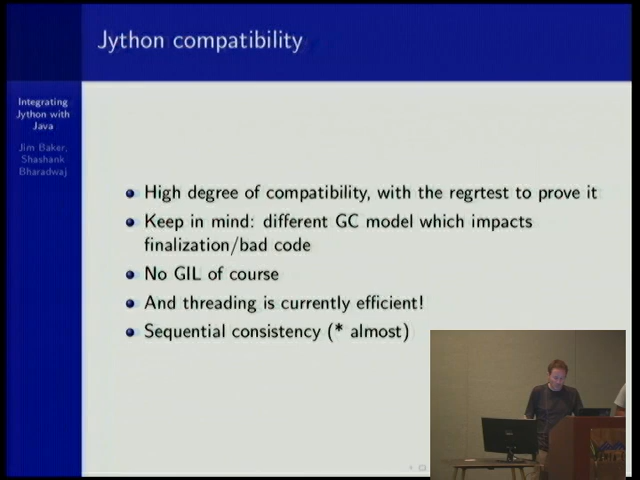 Jython compatibility
Integrating
Jython with
Java
Jim Baker,
Shashank
Bharadwaj
High degree of compatibility, with the regrtest to prove it
Keep in mind: different GC model which impacts
finalization/bad code
No GIL of course
And threading is currently efficient!
Sequential consistency (* almost)